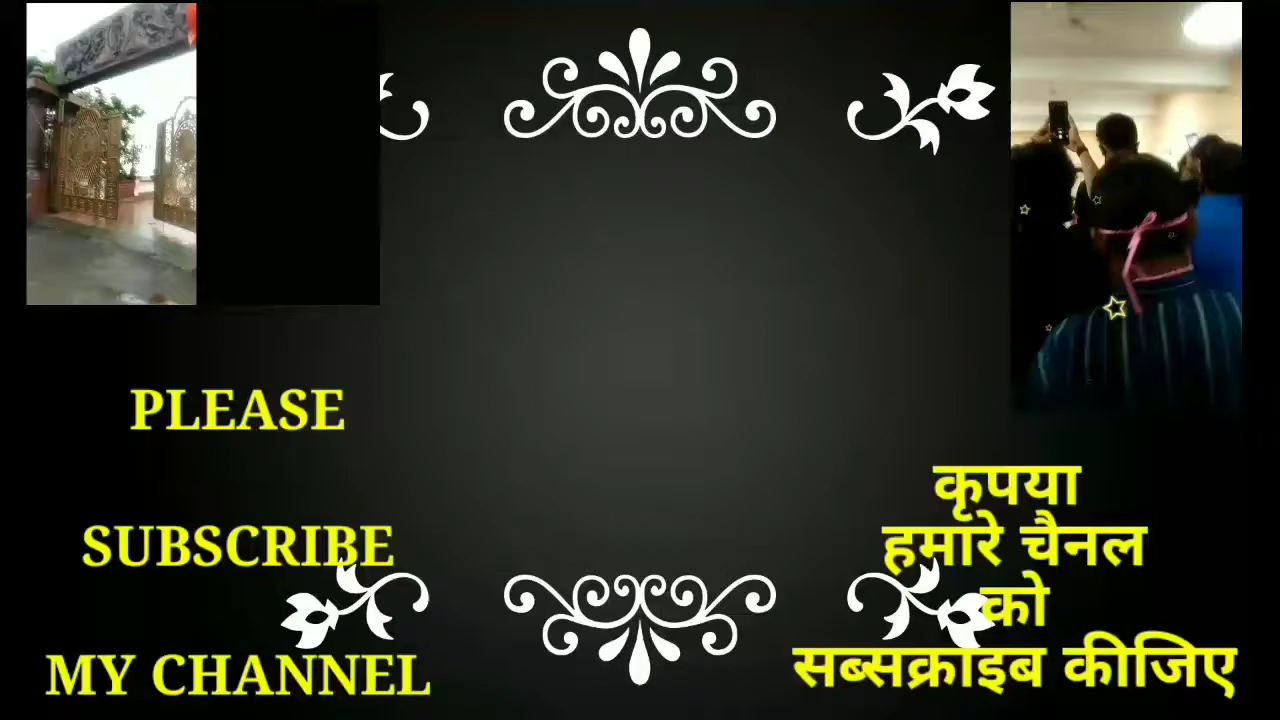 PLEASE
SUBSCRIBE
MY CHANNEL
कृपया
हमारे चैनल
को
सब्सक्राइब कीजिए